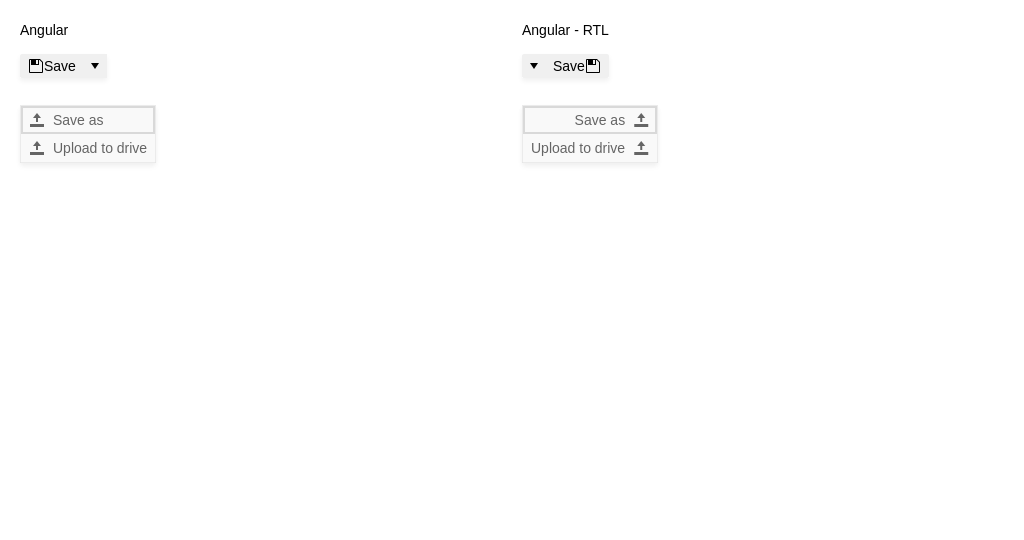 Angular
Save
Save as
Upload to drive
Angular - RTL
Save
Save as
Upload to drive